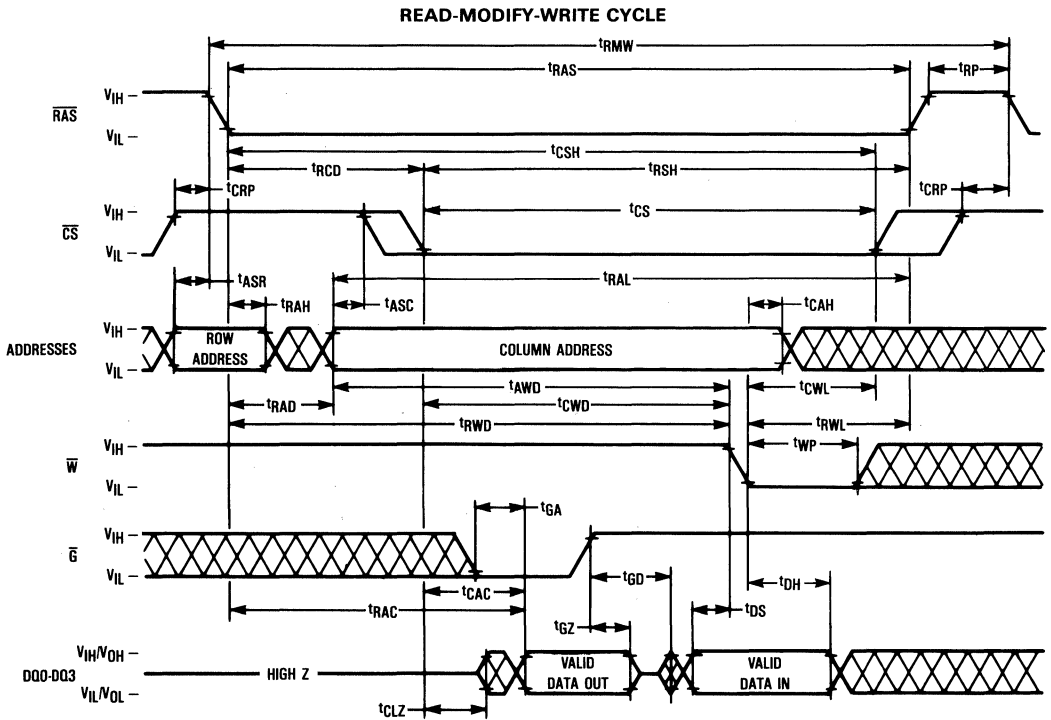 READ-MODIFY-WRITE CYCLE
tRMW
tRAS
tRP
RAS
VIH
VIL
tCSH
tRCD
tRSH
tCRP
tCRP
CS
VIH
VIL
tCS
tASR
tRAL
tRAH
tASC
tCAH
ADDRESSES
VIH
VIL
ROW
ADDRESS
COLUMN ADDRESS
tAWD
tCWL
tRAD
tCWD
tRWD
tRWL
W
VIH
VIL
tWP
tGA
G
VIH
VIL
tGD
tDH
tCAC
tRAC
tDS
tGZ
DQ0-DQ3
VIH/VOH
VIL/VOL
HIGH Z
VALID
DATA OUT
VALID
DATA IN
tCLZ